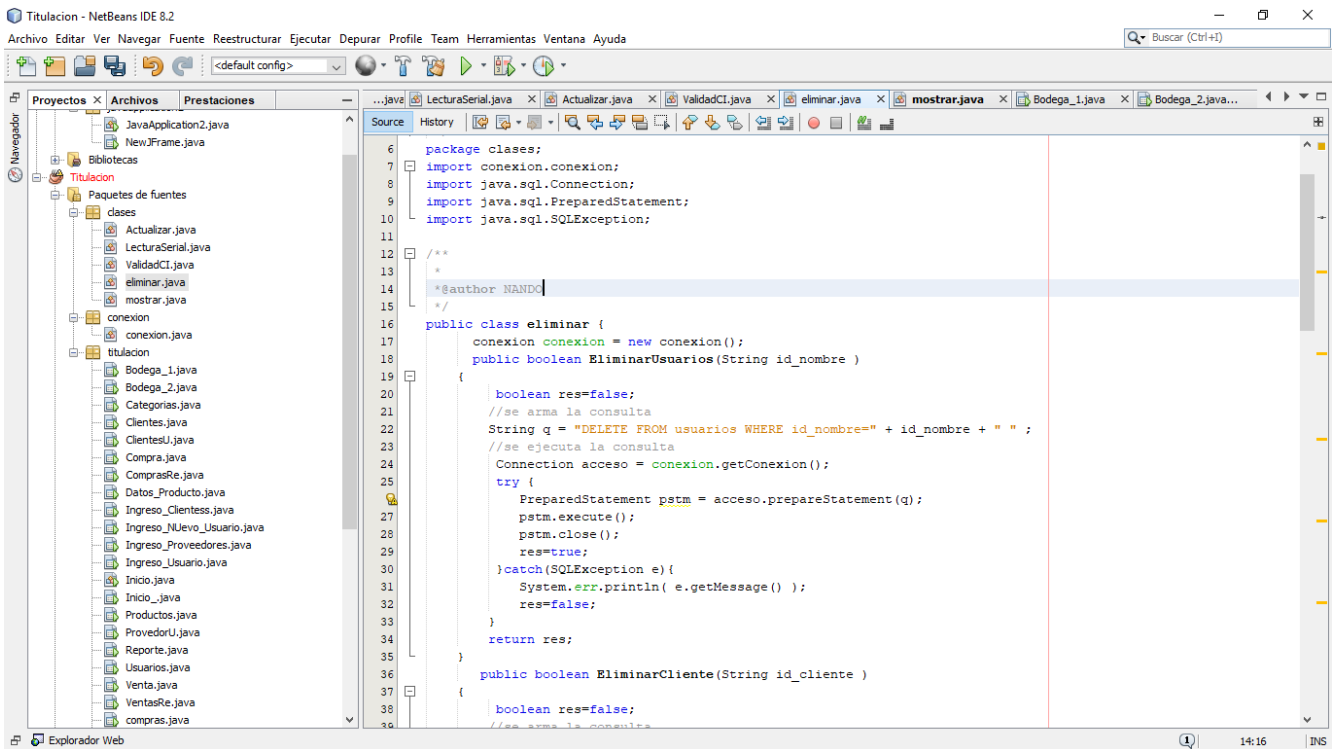 Titulacion - NetBeans IDE 8.2
Archivo Editar Ver Navegar Fuente Reestructurar Ejecutar Depurar Profile Team Herramientas Ventana Ayuda
Buscar (Ctrl+I)
<default config>
Proyectos Archivos Prestaciones
...java LecturaSerial.java Actualizar.java ValidadCI.java eliminar.java mostrar.java Bodega_1.java Bodega_2.java...
Source History
Navegador
JavaApplication2.java
NewJFrame.java
Bibliotecas
Titulacion
Paquetes de fuentes
clases
Actualizar.java
LecturaSerial.java
ValidadCI.java
eliminar.java
mostrar.java
conexion
conexion.java
titulacion
Bodega_1.java
Bodega_2.java
Categorias.java
Clientes.java
ClientesU.java
Compra.java
ComprasRe.java
Datos_Producto.java
Ingreso_Clientess.java
Ingreso_NUevo_Usuario.java
Ingreso_Proveedores.java
Ingreso_Usuario.java
Inicio.java
Inicio_.java
Productos.java
ProvedorU.java
Reporte.java
Usuarios.java
Venta.java
VentasRe.java
compras.java
6 package clases;
7 import conexion.conexion;
8 import java.sql.Connection;
9 import java.sql.PreparedStatement;
10 import java.sql.SQLException;
11
12 /**
13 *
14 *@author NANDO
15 */
16 public class eliminar {
17 conexion conexion = new conexion();
18 public boolean EliminarUsuarios(String id_nombre )
19 {
20 boolean res=false;
21 //se arma la consulta
22 String q = "DELETE FROM usuarios WHERE id_nombre=" + id_nombre + " " ;
23 //se ejecuta la consulta
24 Connection acceso = conexion.getConexion();
25 try {
PreparedStatement pstm = acceso.prepareStatement(q);
27 pstm.execute();
28 pstm.close();
29 res=true;
30 }catch(SQLException e){
31 System.err.println( e.getMessage() );
32 res=false;
33 }
34 return res;
35 }
36 public boolean EliminarCliente(String id_cliente )
37 {
38 boolean res=false;
39 //se arma la consulta
Explorador Web
1
14:16 INS